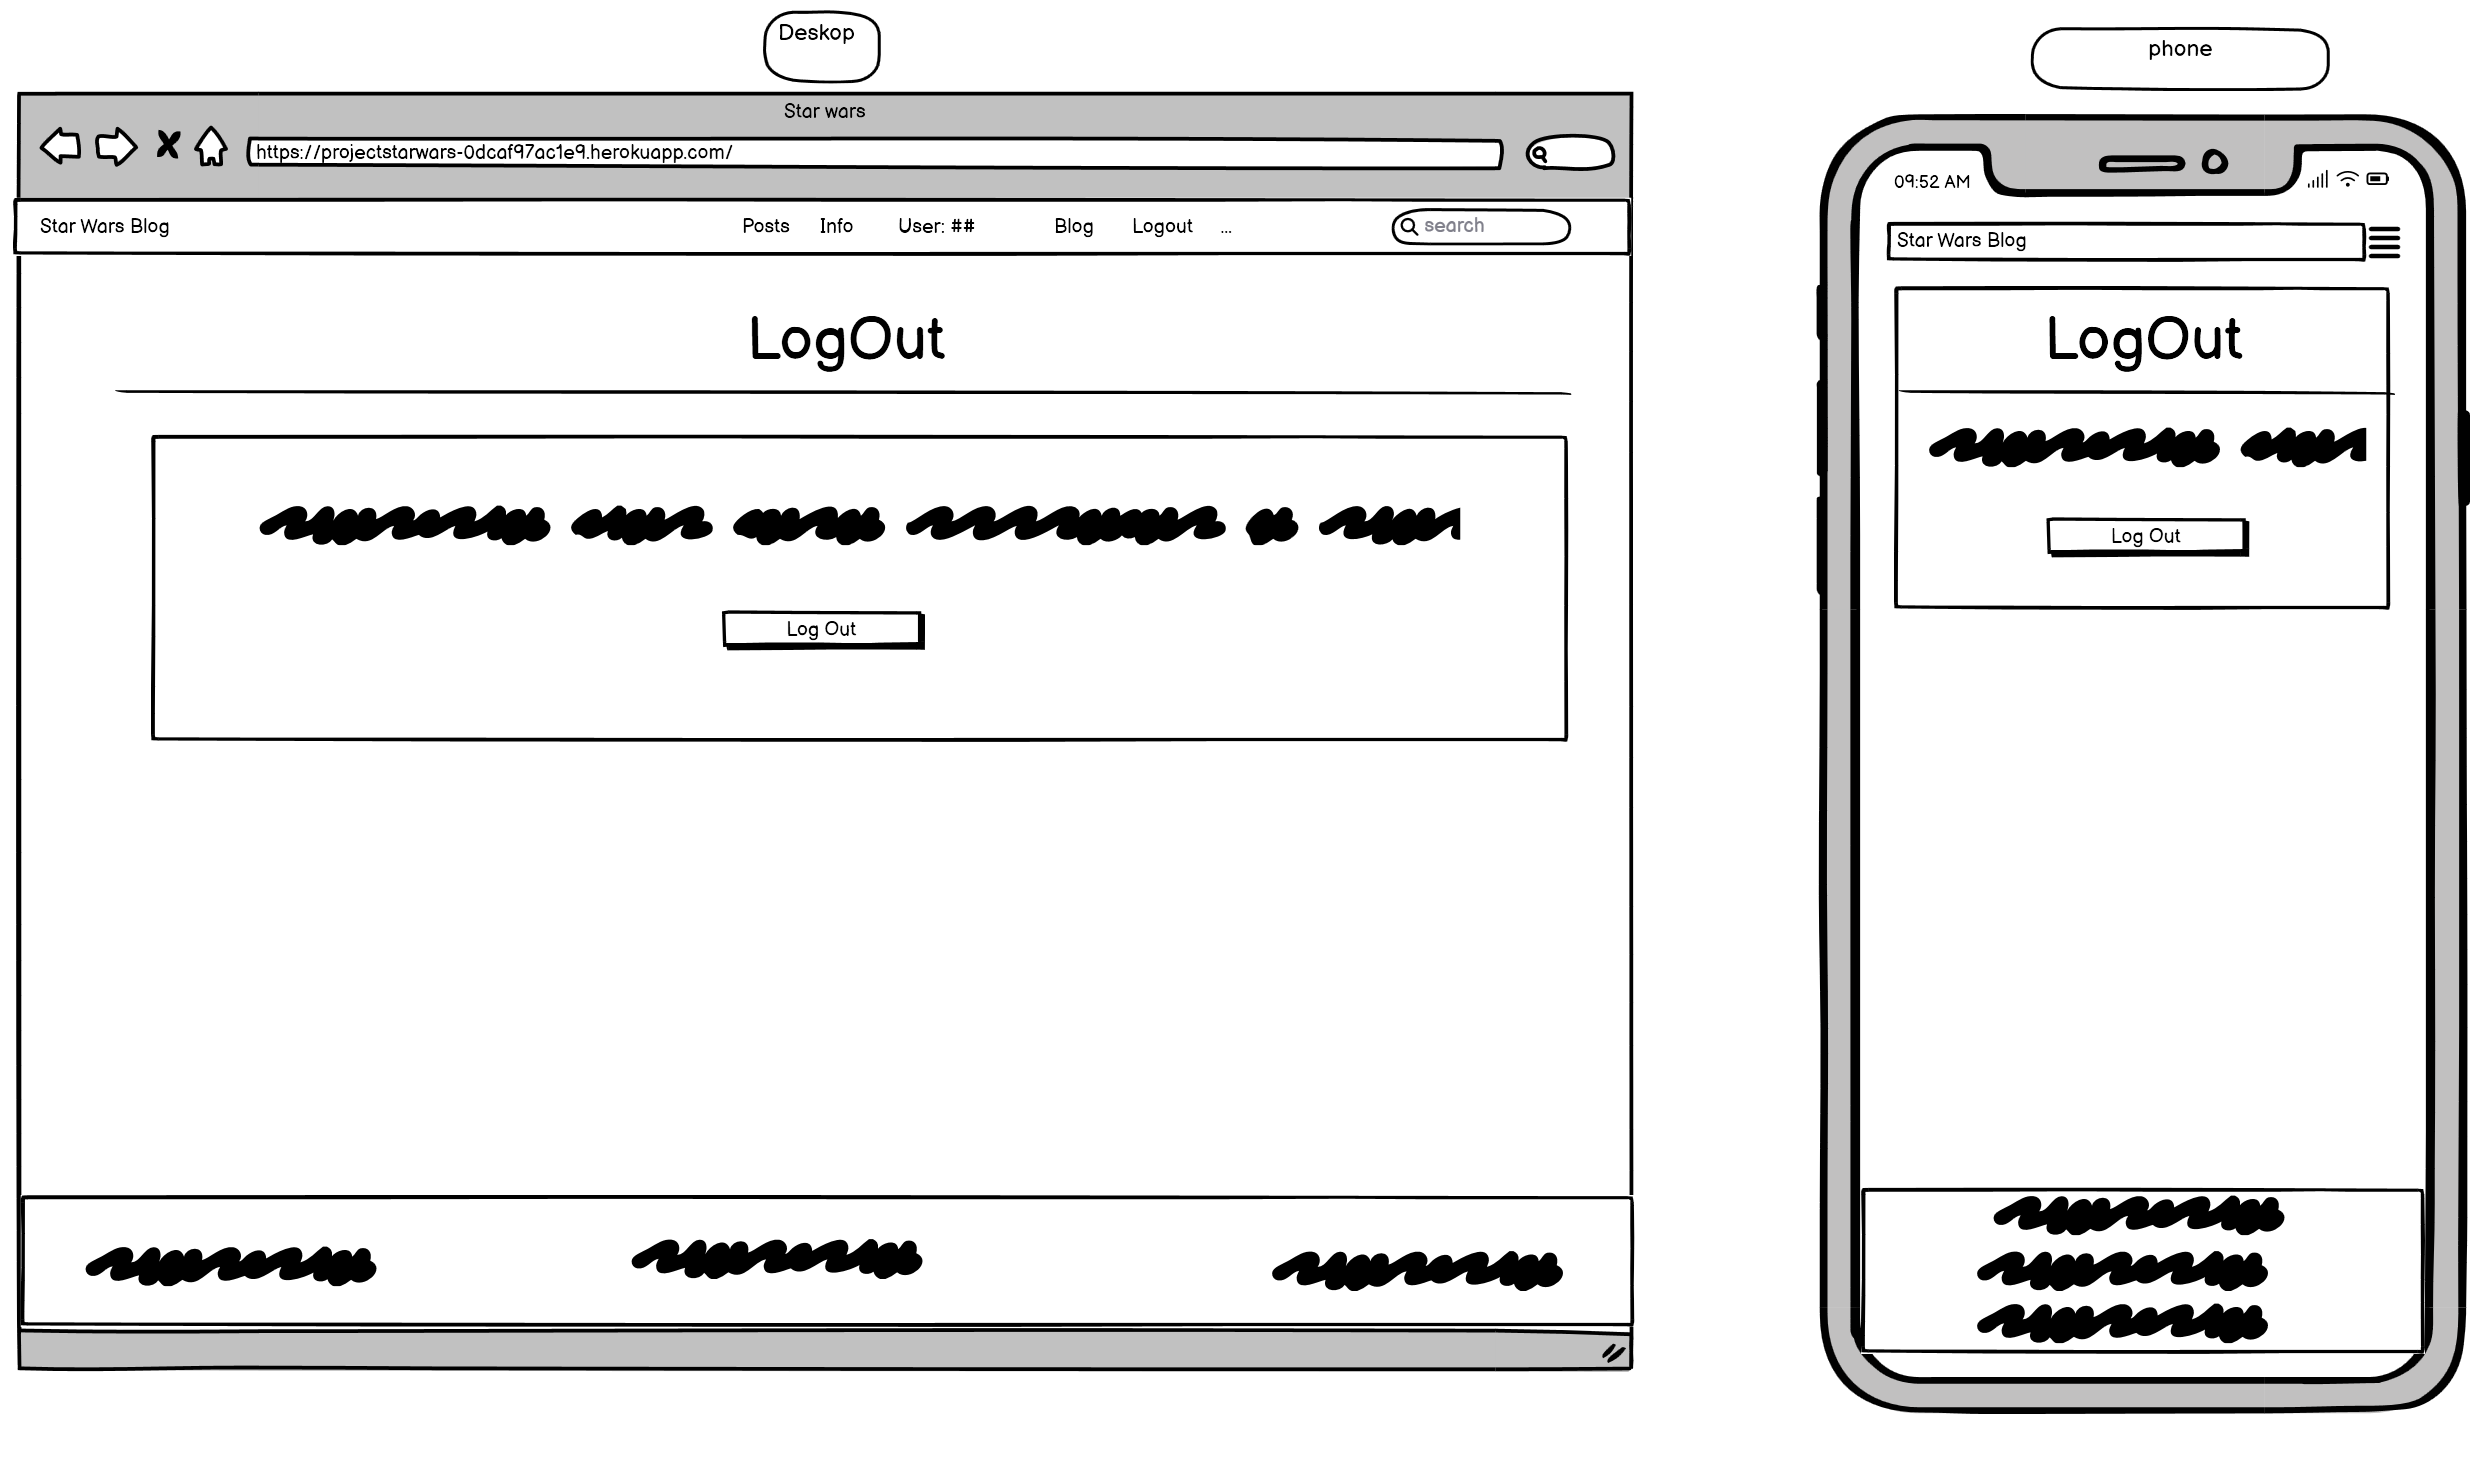 Deskop
Star wars
https://projectstarwars-0dcaf97ac1e9.herokuapp.com/
Star Wars Blog Posts Info User: ## Blog Logout ... search
LogOut
Log Out
phone
09:52 AM
Star Wars Blog
LogOut
Log Out